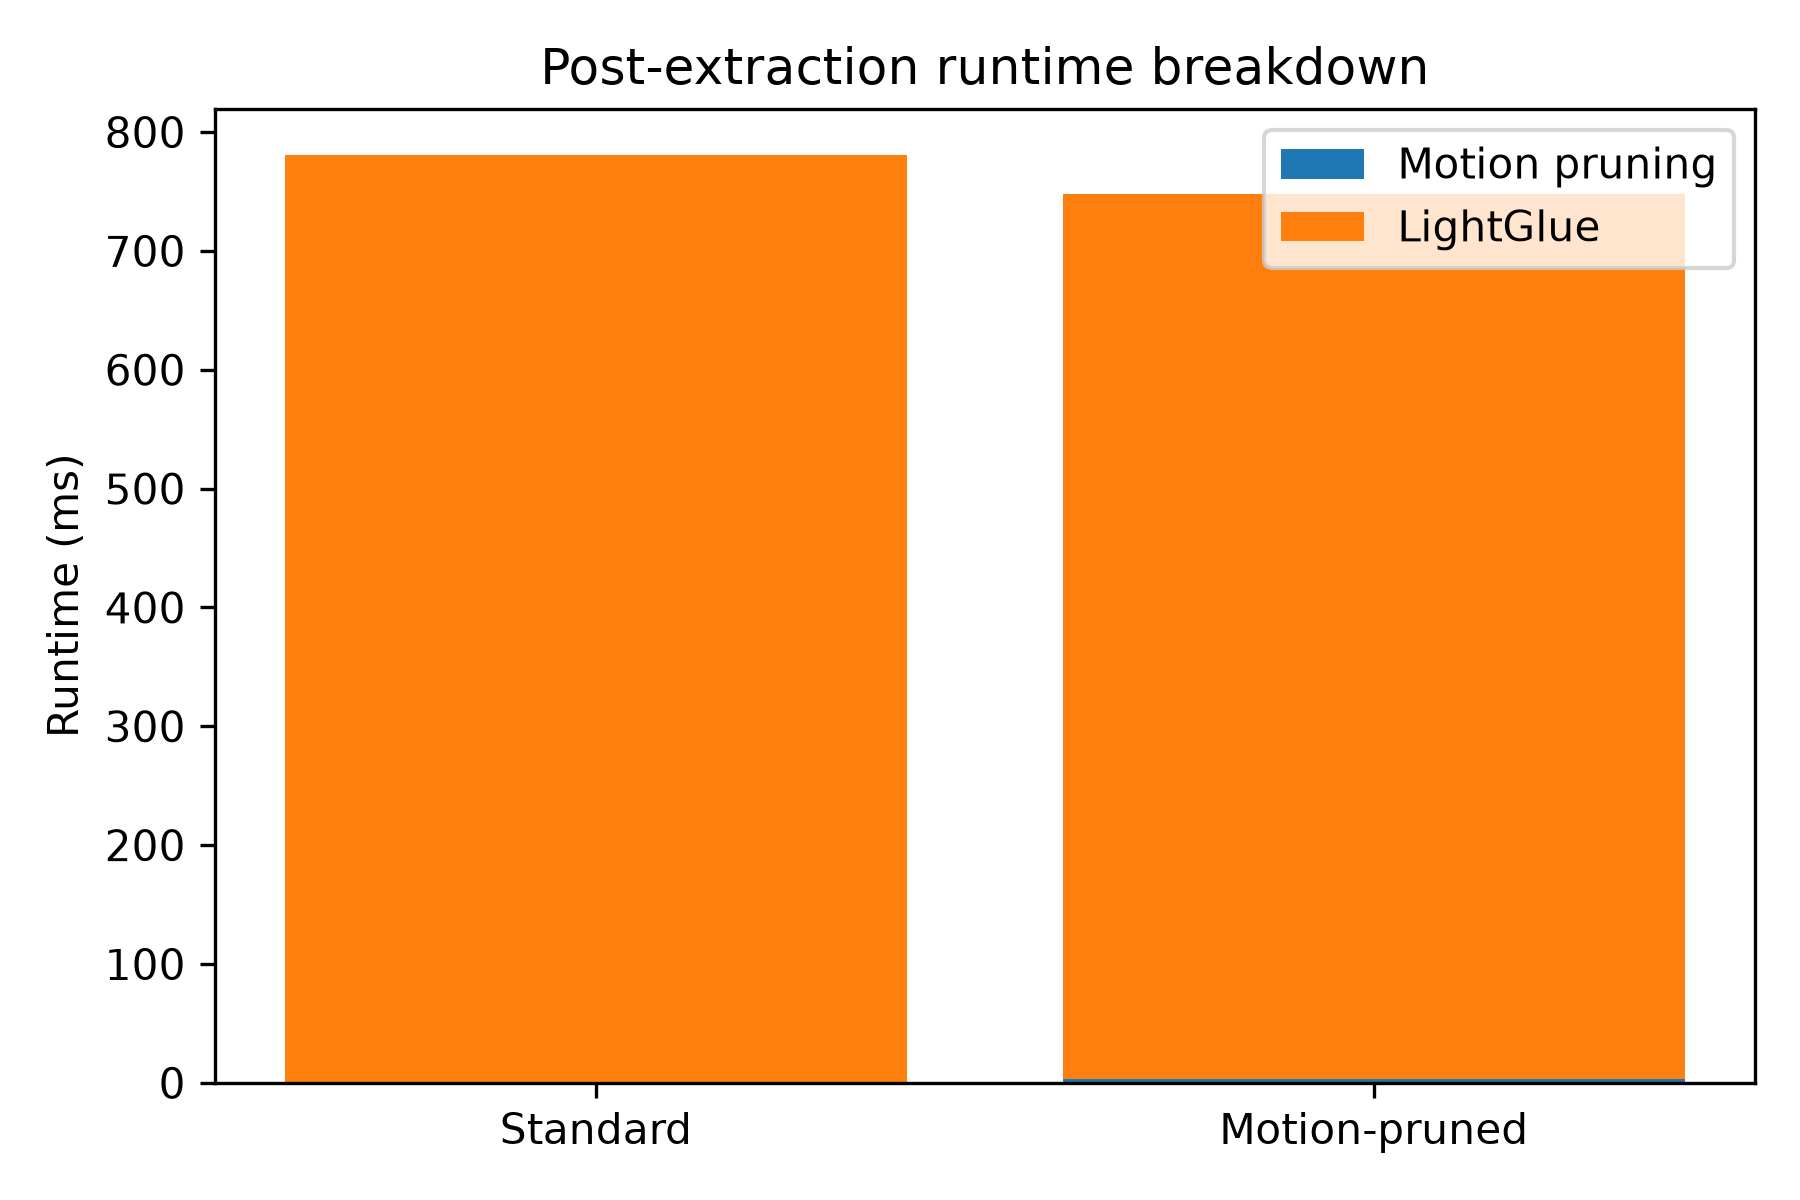 Post-extraction runtime breakdown
Motion pruning
LightGlue
Runtime (ms)
800
700
600
500
400
300
200
100
0
Standard
Motion-pruned